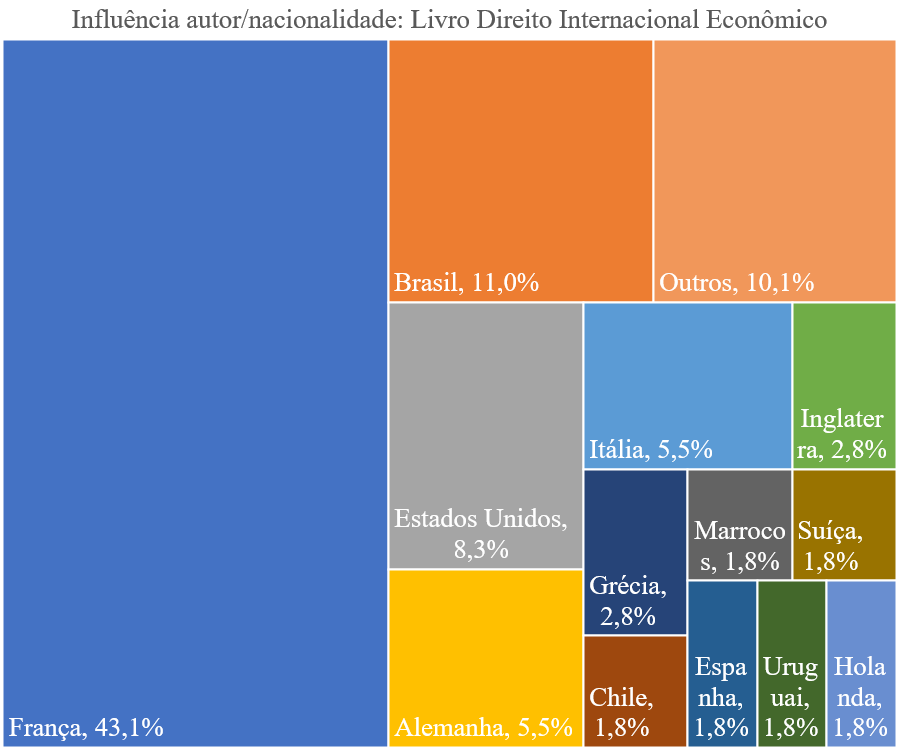 Influência autor/nacionalidade: Livro Direito Internacional Econômico
França, 43,1%
Brasil, 11,0%
Outros, 10,1%
Estados Unidos,
8,3%
Alemanha, 5,5%
Itália, 5,5%
Inglater
ra, 2,8%
Grécia,
2,8%
Chile,
1,8%
Marroco
s, 1,8%
Suíça,
1,8%
Espa
nha,
1,8%
Urug
uai,
1,8%
Hola
nda,
1,8%